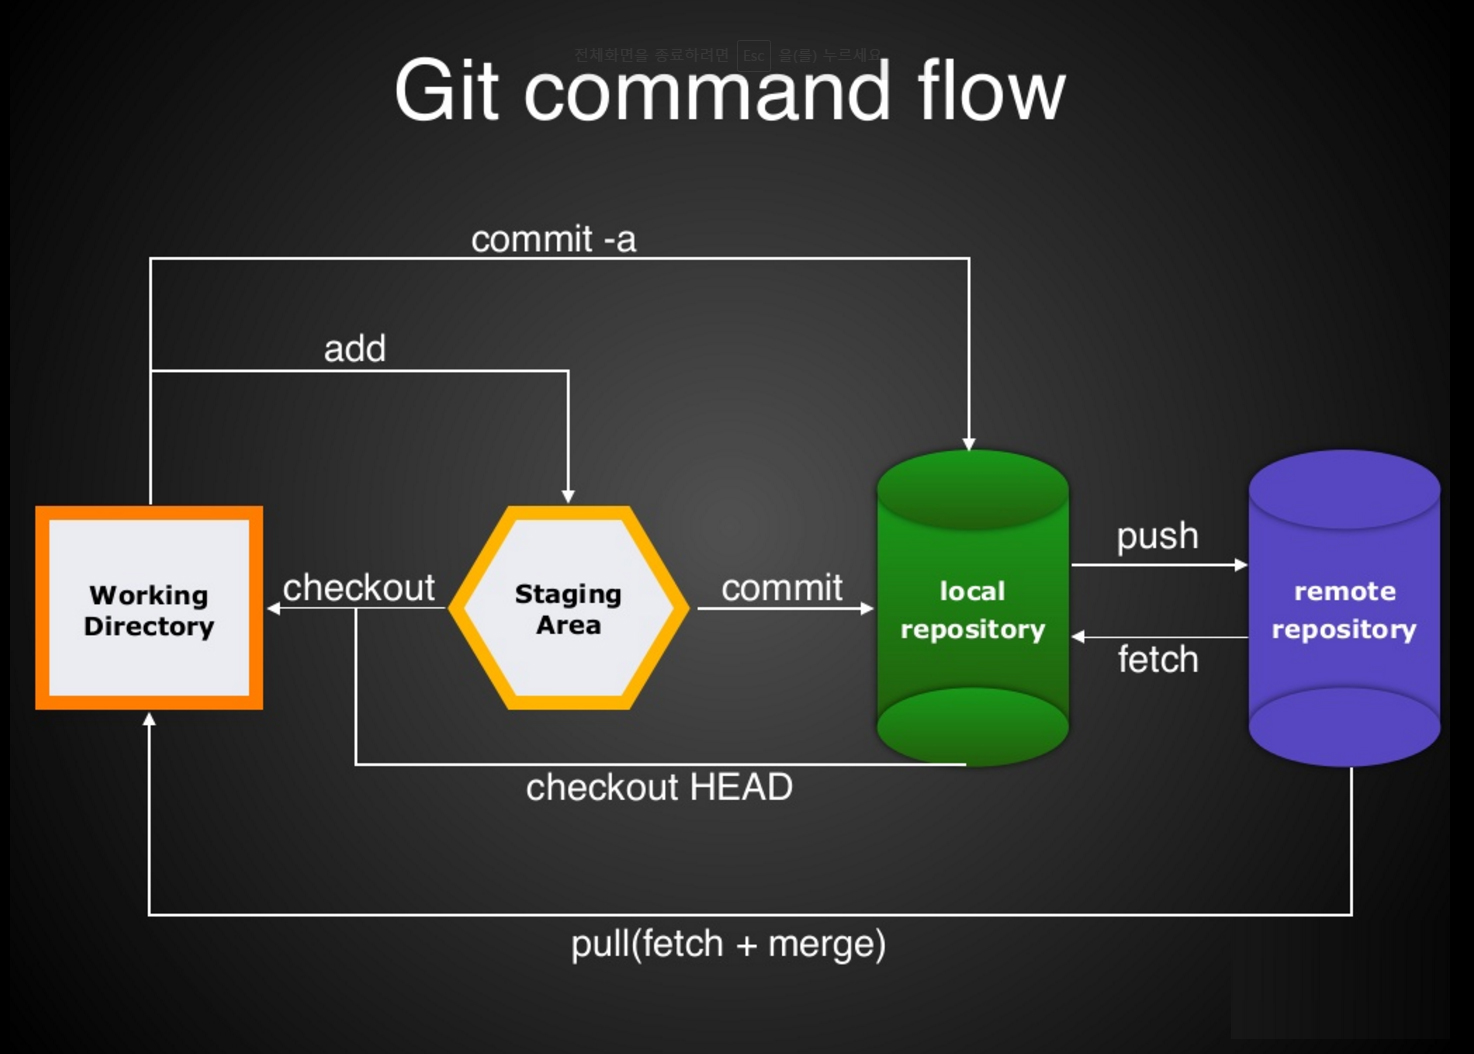 전체화면을 종료하려면 Esc 을(를) 누르세요
Git command flow
commit -a
add
Working
Directory
checkout
Staging
Area
commit
local
repository
push
fetch
remote
repository
checkout HEAD
pull(fetch + merge)